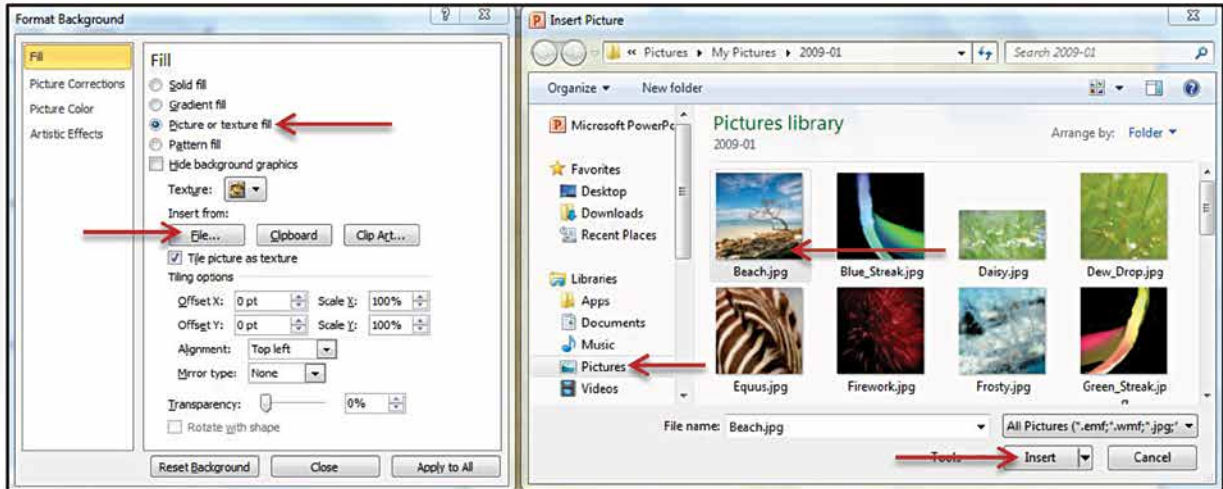 Format Background
Fill
Picture Corrections
Picture Color
Artistic Effects
Fill
Solid fill
Gradient fill
Picture or texture fill
Pattern fill
Hide background graphics
Texture:
Insert from:
File...
Clipboard
Clip Art...
Tile picture as texture
Tiling options
Offset X: 0 pt Scale X: 100%
Offset Y: 0 pt Scale Y: 100%
Alignment: Top left
Mirror type: None
Transparency: 0%
Rotate with shape
Reset Background Close Apply to All
Insert Picture
« Pictures ▸ My Pictures ▸ 2009-01
Search 2009-01
Organize New folder
Microsoft PowerPo
Favorites
Desktop
Downloads
Recent Places
Libraries
Apps
Documents
Music
Pictures
Videos
Pictures library
2009-01
Arrange by: Folder
Beach.jpg Blue_Streak.jpg Daisy.jpg Dew_Drop.jpg
Equus.jpg Firework.jpg Frosty.jpg Green_Streak.jp
g
File name: Beach.jpg
All Pictures (*.emf;*.wmf;*.jpg;*
Tools Insert Cancel